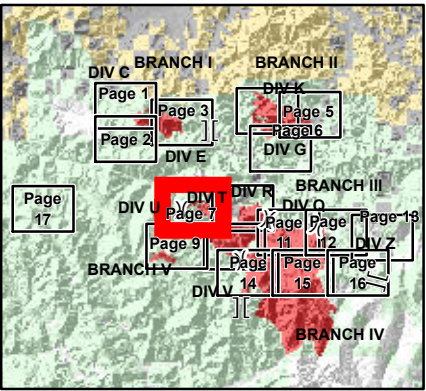 BRANCH I
BRANCH II
DIV C
DIV K
Page 1
Page 3
Page 5
Page 6
Page 2
DIV E
DIV G
BRANCH III
Page 17
DIV U
DIV T
DIV R
DIV O
Page 7
Page 11
Page 12
Page 13
Page 9
DIV Z
BRANCH V
Page 14
Page 15
Page 16
DIV V
BRANCH IV